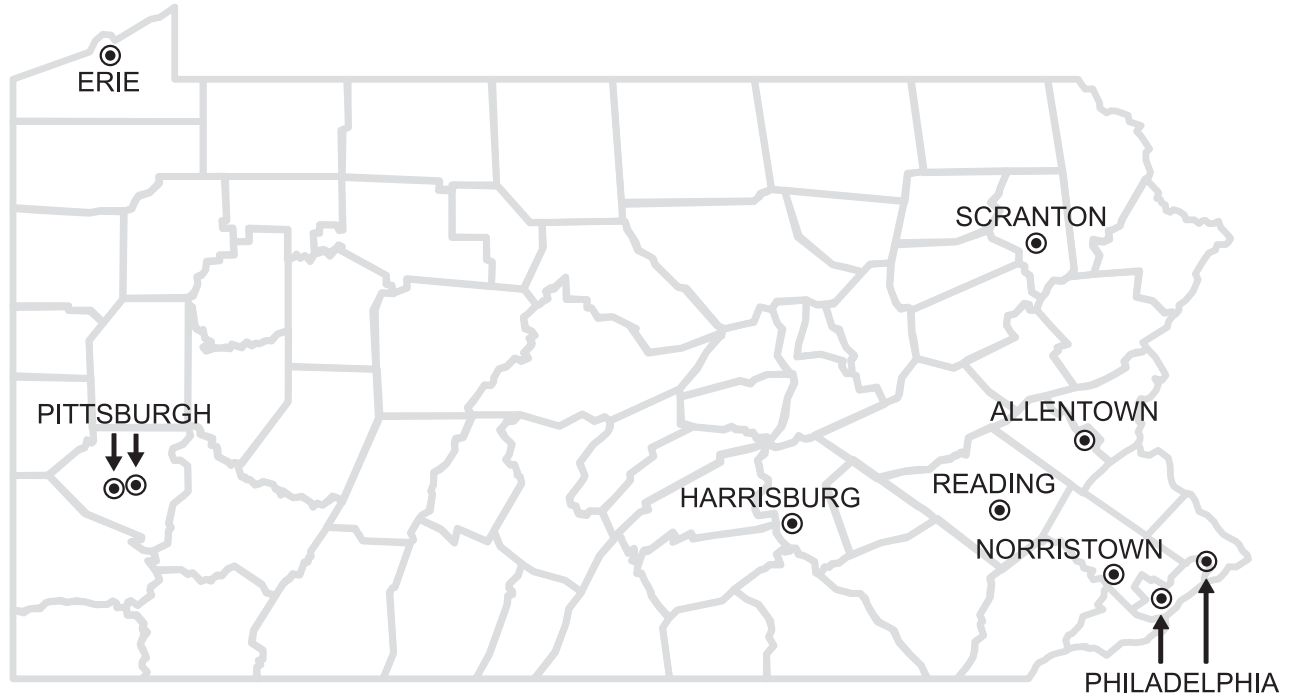 ERIE
SCRANTON
PITTSBURGH
ALLENTOWN
HARRISBURG
READING
NORRISTOWN
PHILADELPHIA